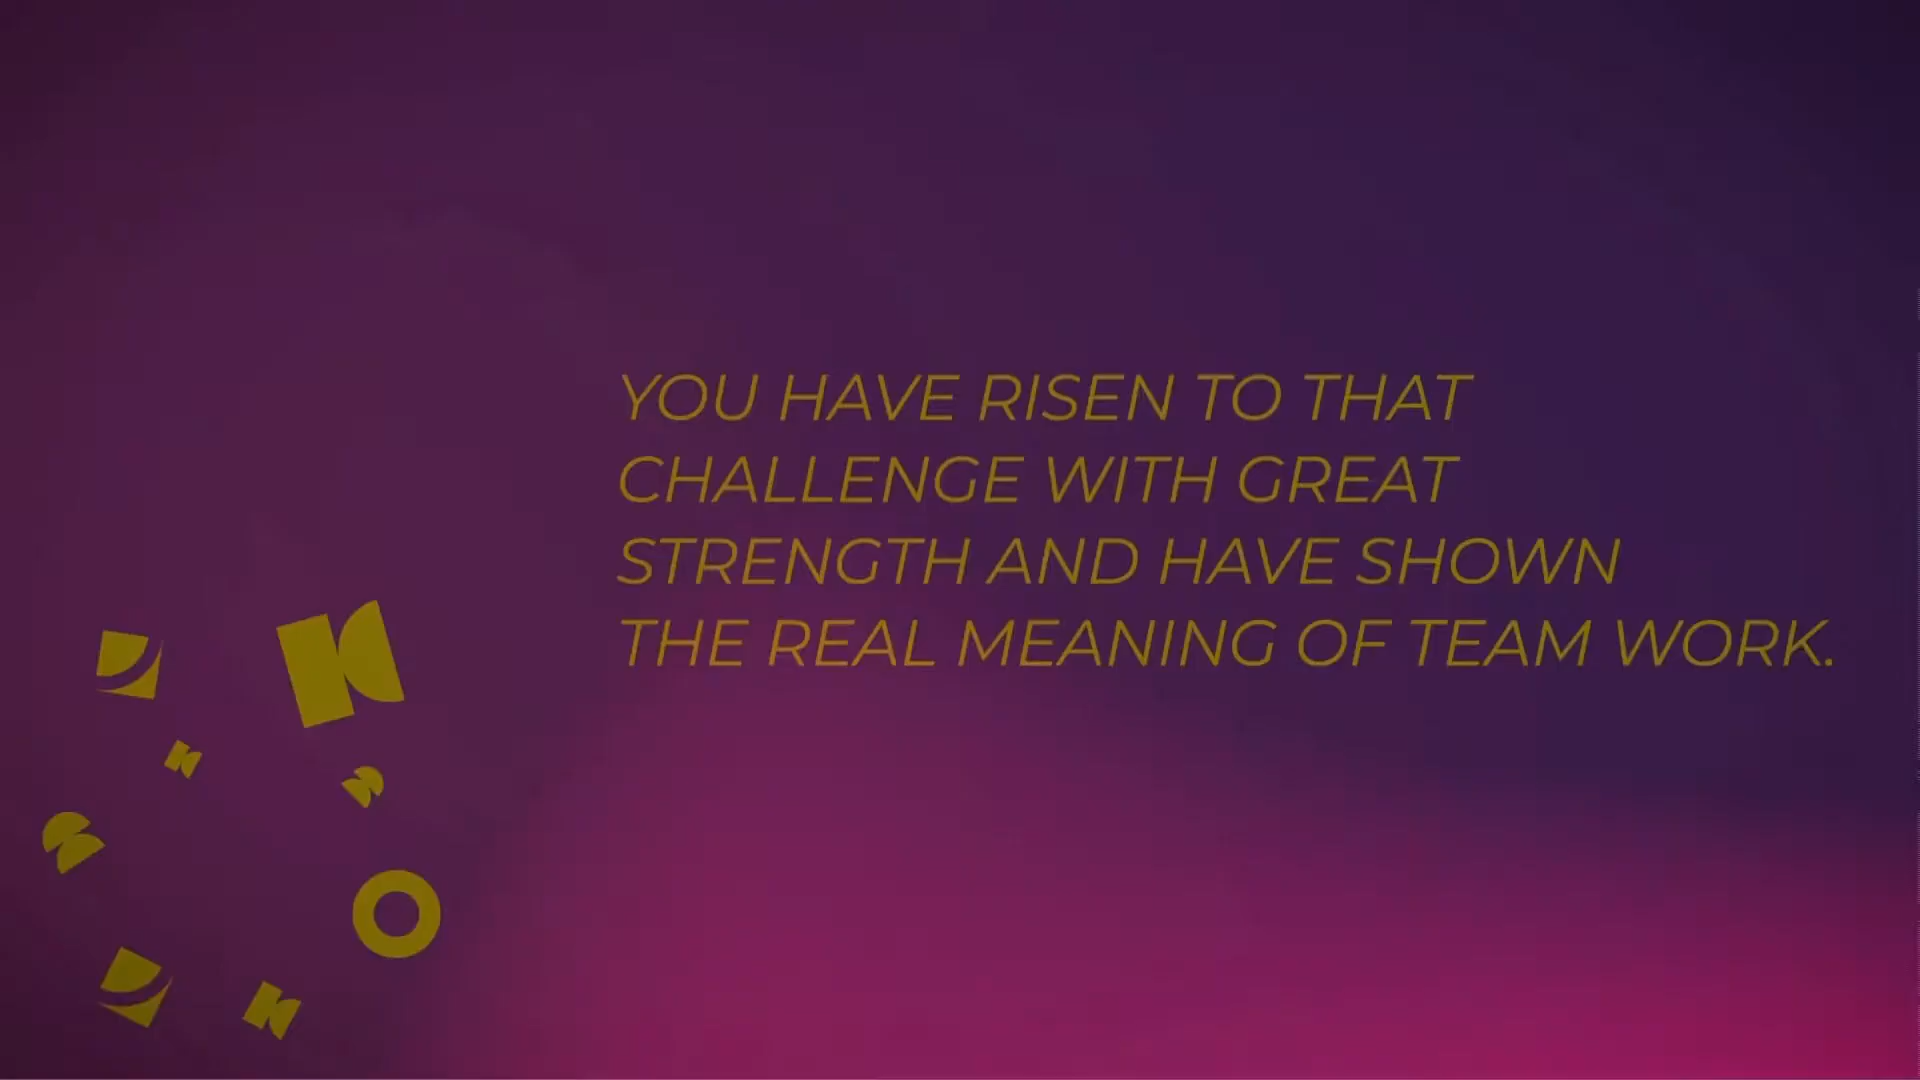 YOU HAVE RISEN TO THAT
CHALLENGE WITH GREAT
STRENGTH AND HAVE SHOWN
THE REAL MEANING OF TEAM WORK.